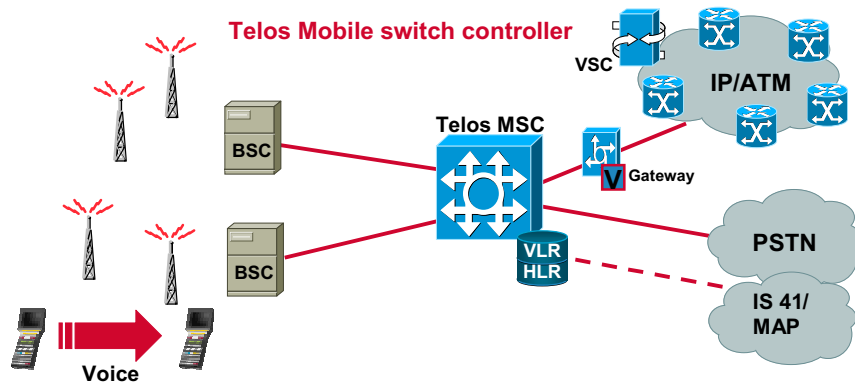 Telos Mobile switch controller
VSC
IP/ATM
Telos MSC
BSC
V
Gateway
PSTN
VLR
HLR
BSC
IS 41/
MAP
Voice